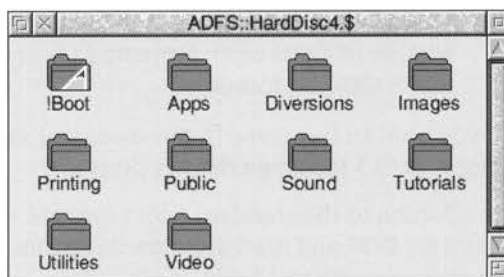 ADFS::HardDisc4.$
!Boot Apps Diversions Images
Printing Public Sound Tutorials
Utilities Video